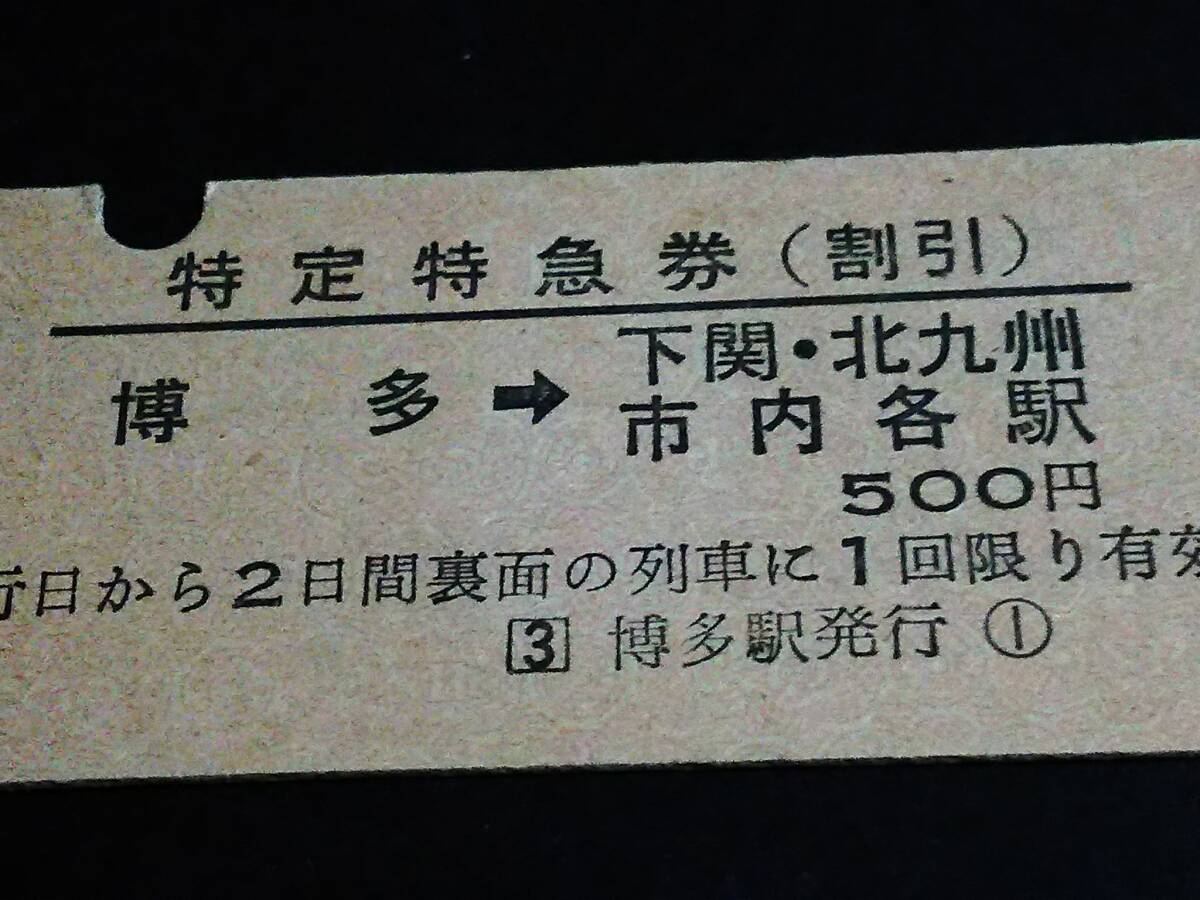 特定特急券（割引）
博多➡下関・北九州
市内各駅
500円
行日から2日間裏面の列車に1回限り有効
3 博多駅発行 ①